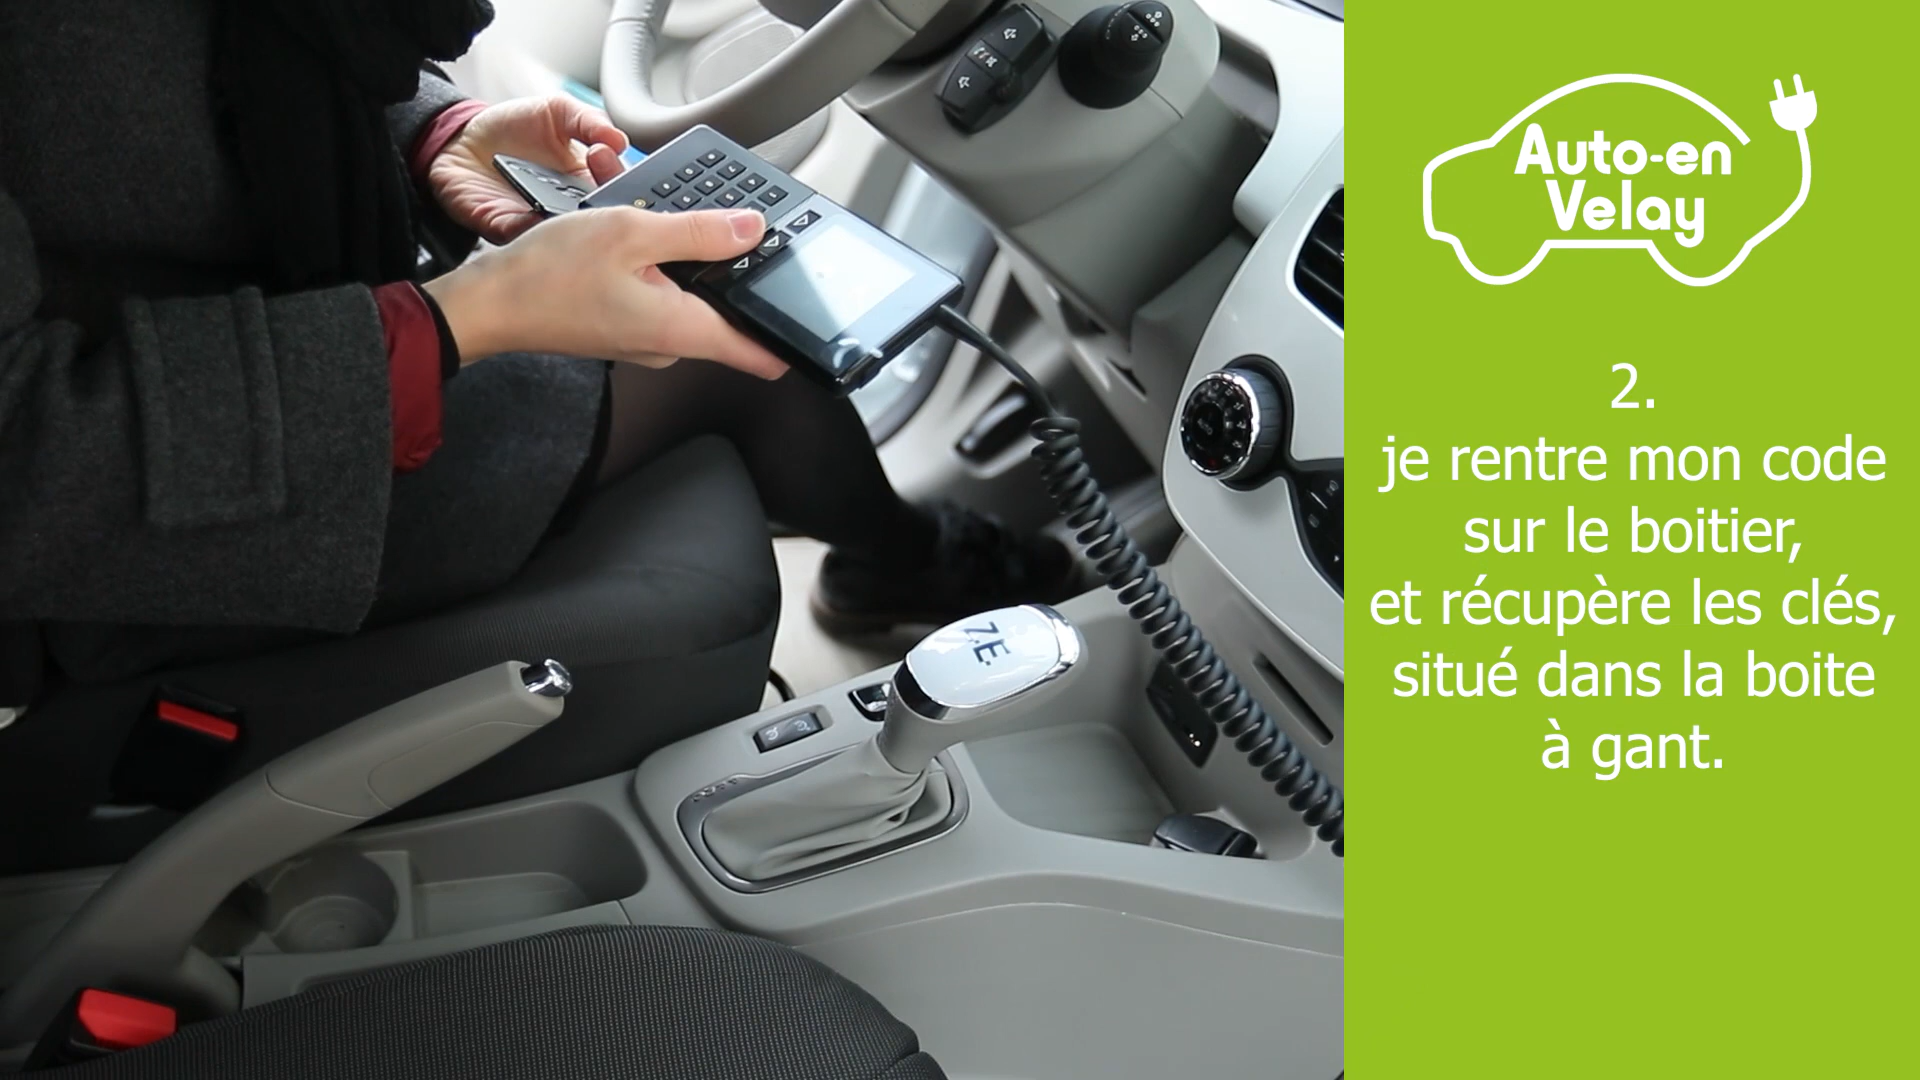 Auto-en
Velay
2.
je rentre mon code
sur le boitier,
et récupère les clés,
situé dans la boite
à gant.
Z.E.